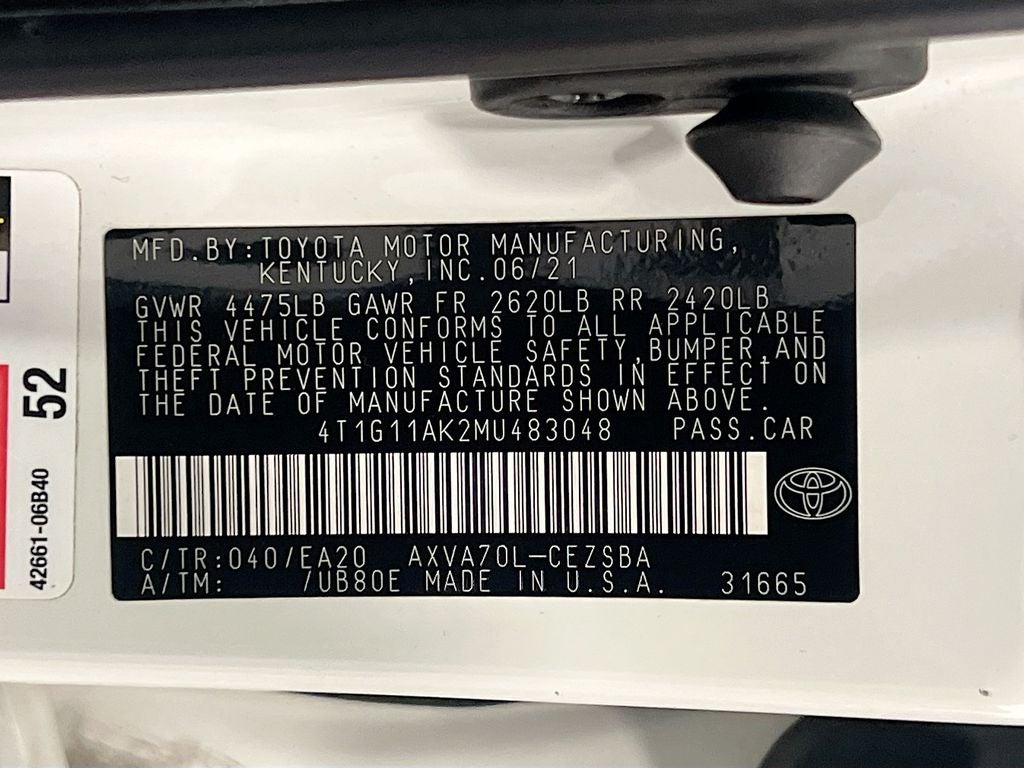 MFD.BY:TOYOTA MOTOR MANUFACTURING,
KENTUCKY,INC.06/21
GVWR 4475LB GAWR FR 2620LB RR 2420LB
THIS VEHICLE CONFORMS TO ALL APPLICABLE
FEDERAL MOTOR VEHICLE SAFETY,BUMPER,AND
THEFT PREVENTION STANDARDS IN EFFECT ON
THE DATE OF MANUFACTURE SHOWN ABOVE.
4T1G11AK2MU483048 PASS.CAR
C/TR:040/EA20 AXVA70L-CEZSBA
A/TM: /UB80E MADE IN U.S.A. 31665
52
42661-06B40